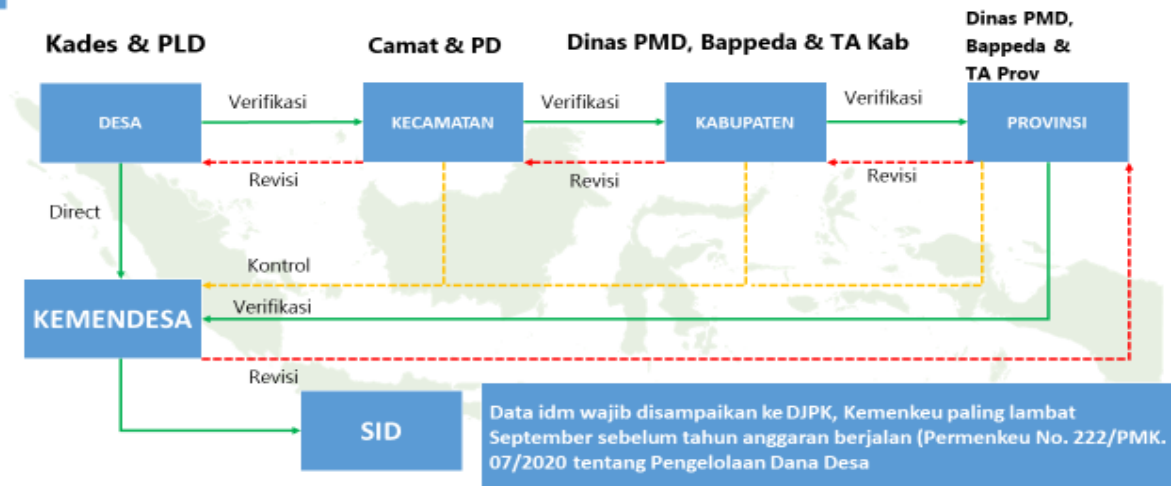 Kades & PLD
Camat & PD
Dinas PMD, Bappeda & TA Kab
Dinas PMD,
Bappeda &
TA Prov
DESA
Verifikasi
KECAMATAN
Verifikasi
KABUPATEN
Verifikasi
PROVINSI
Revisi
Revisi
Revisi
Direct
Kontrol
KEMENDESA
Verifikasi
Revisi
SID
Data idm wajib disampaikan ke DJPK, Kemenkeu paling lambat
September sebelum tahun anggaran berjalan (Permenkeu No. 222/PMK.
07/2020 tentang Pengelolaan Dana Desa